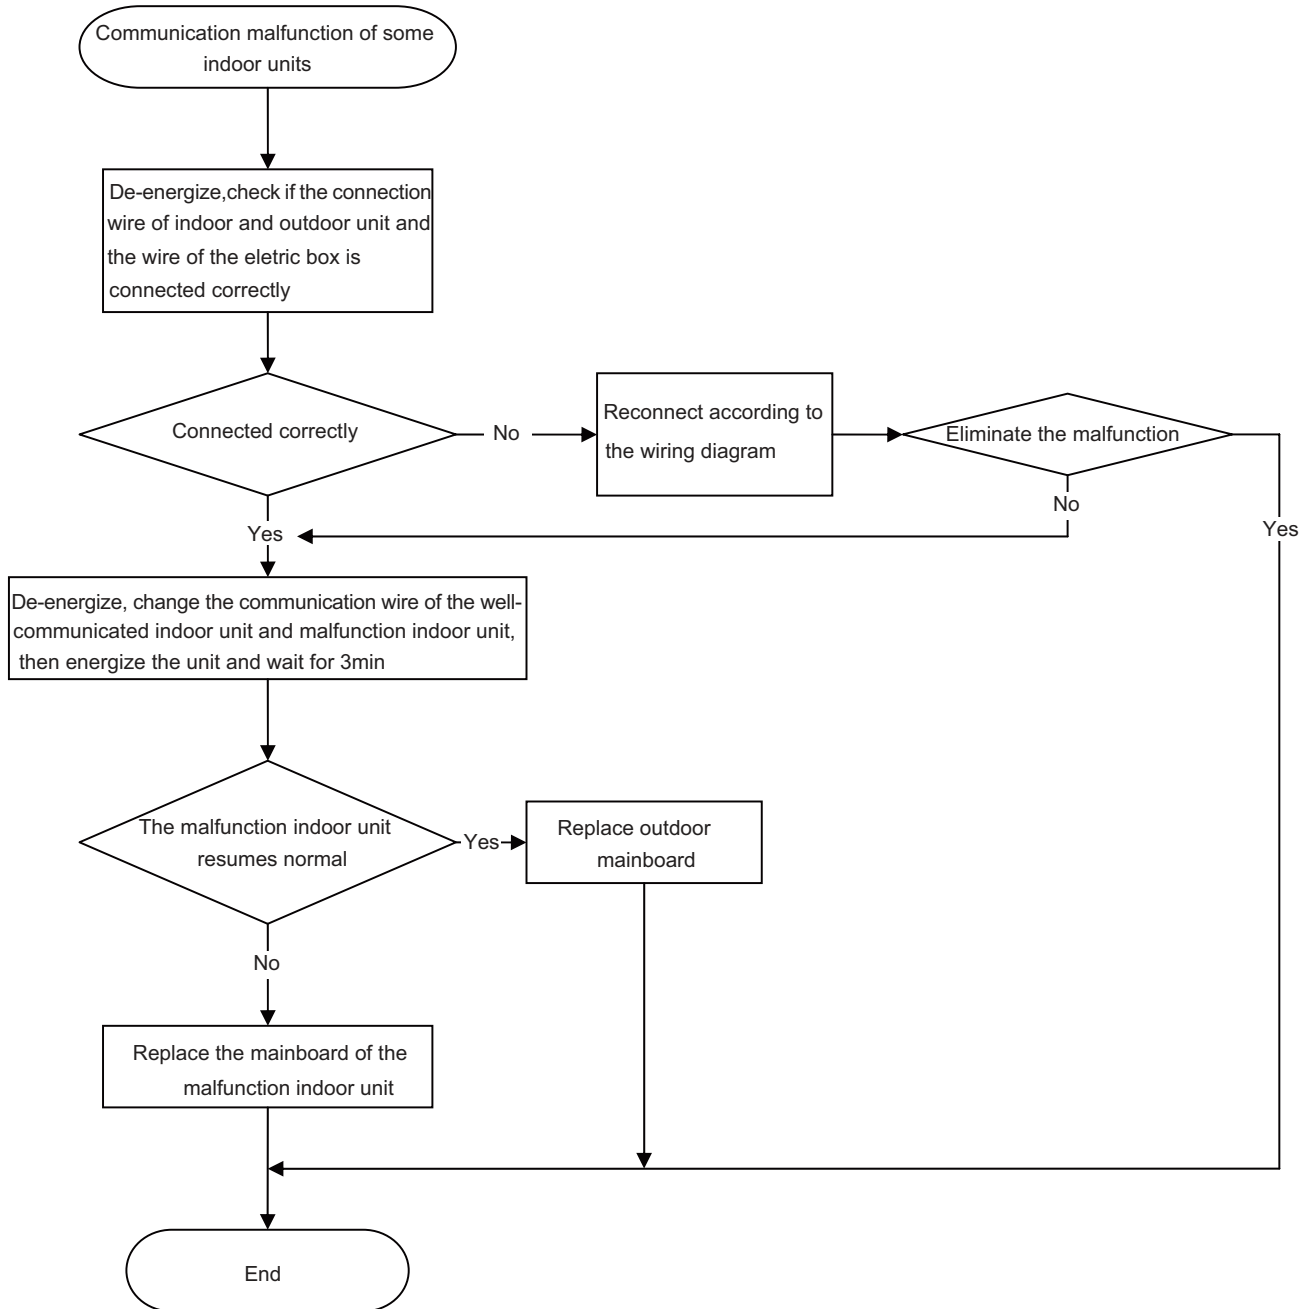 Communication malfunction of some
indoor units
De-energize,check if the connection
wire of indoor and outdoor unit and
the wire of the eletric box is
connected correctly
Connected correctly
No
Reconnect according to
the wiring diagram
Eliminate the malfunction
No
Yes
Yes
De-energize, change the communication wire of the well-
communicated indoor unit and malfunction indoor unit,
then energize the unit and wait for 3min
The malfunction indoor unit
resumes normal
Yes
Replace outdoor
mainboard
No
Replace the mainboard of the
malfunction indoor unit
End